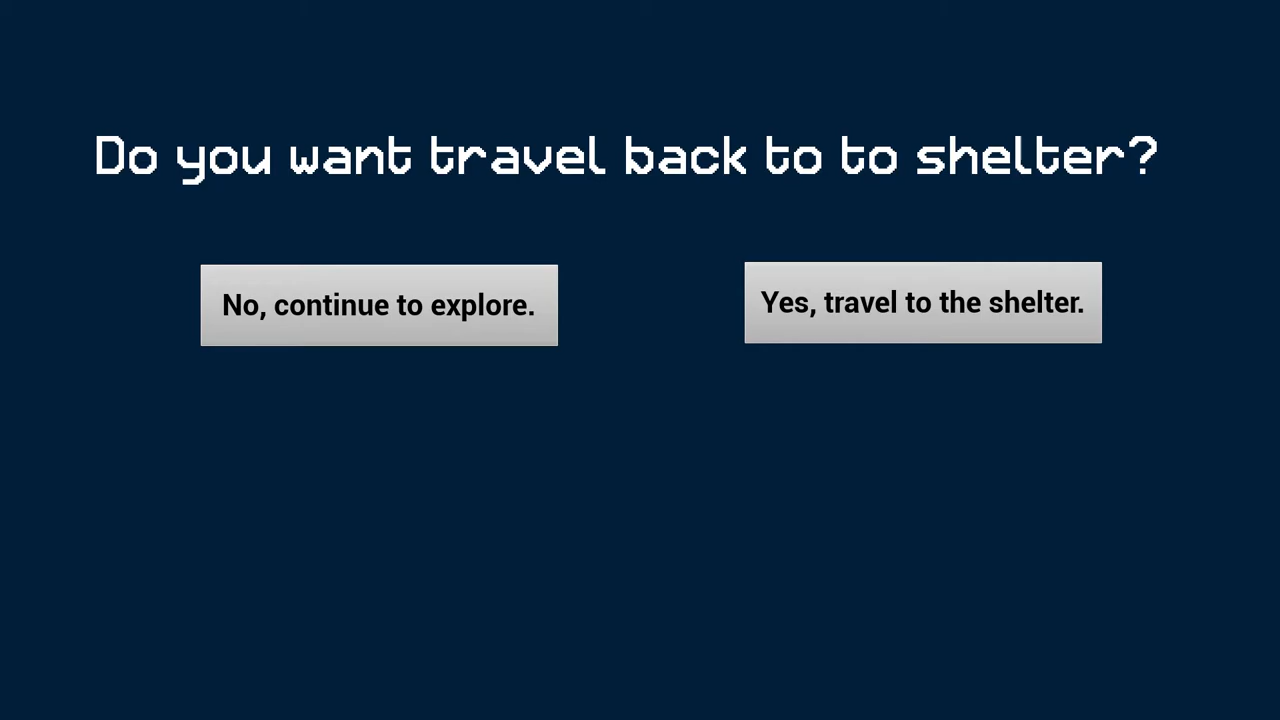 Do you want travel back to to shelter?
No, continue to explore.
Yes, travel to the shelter.